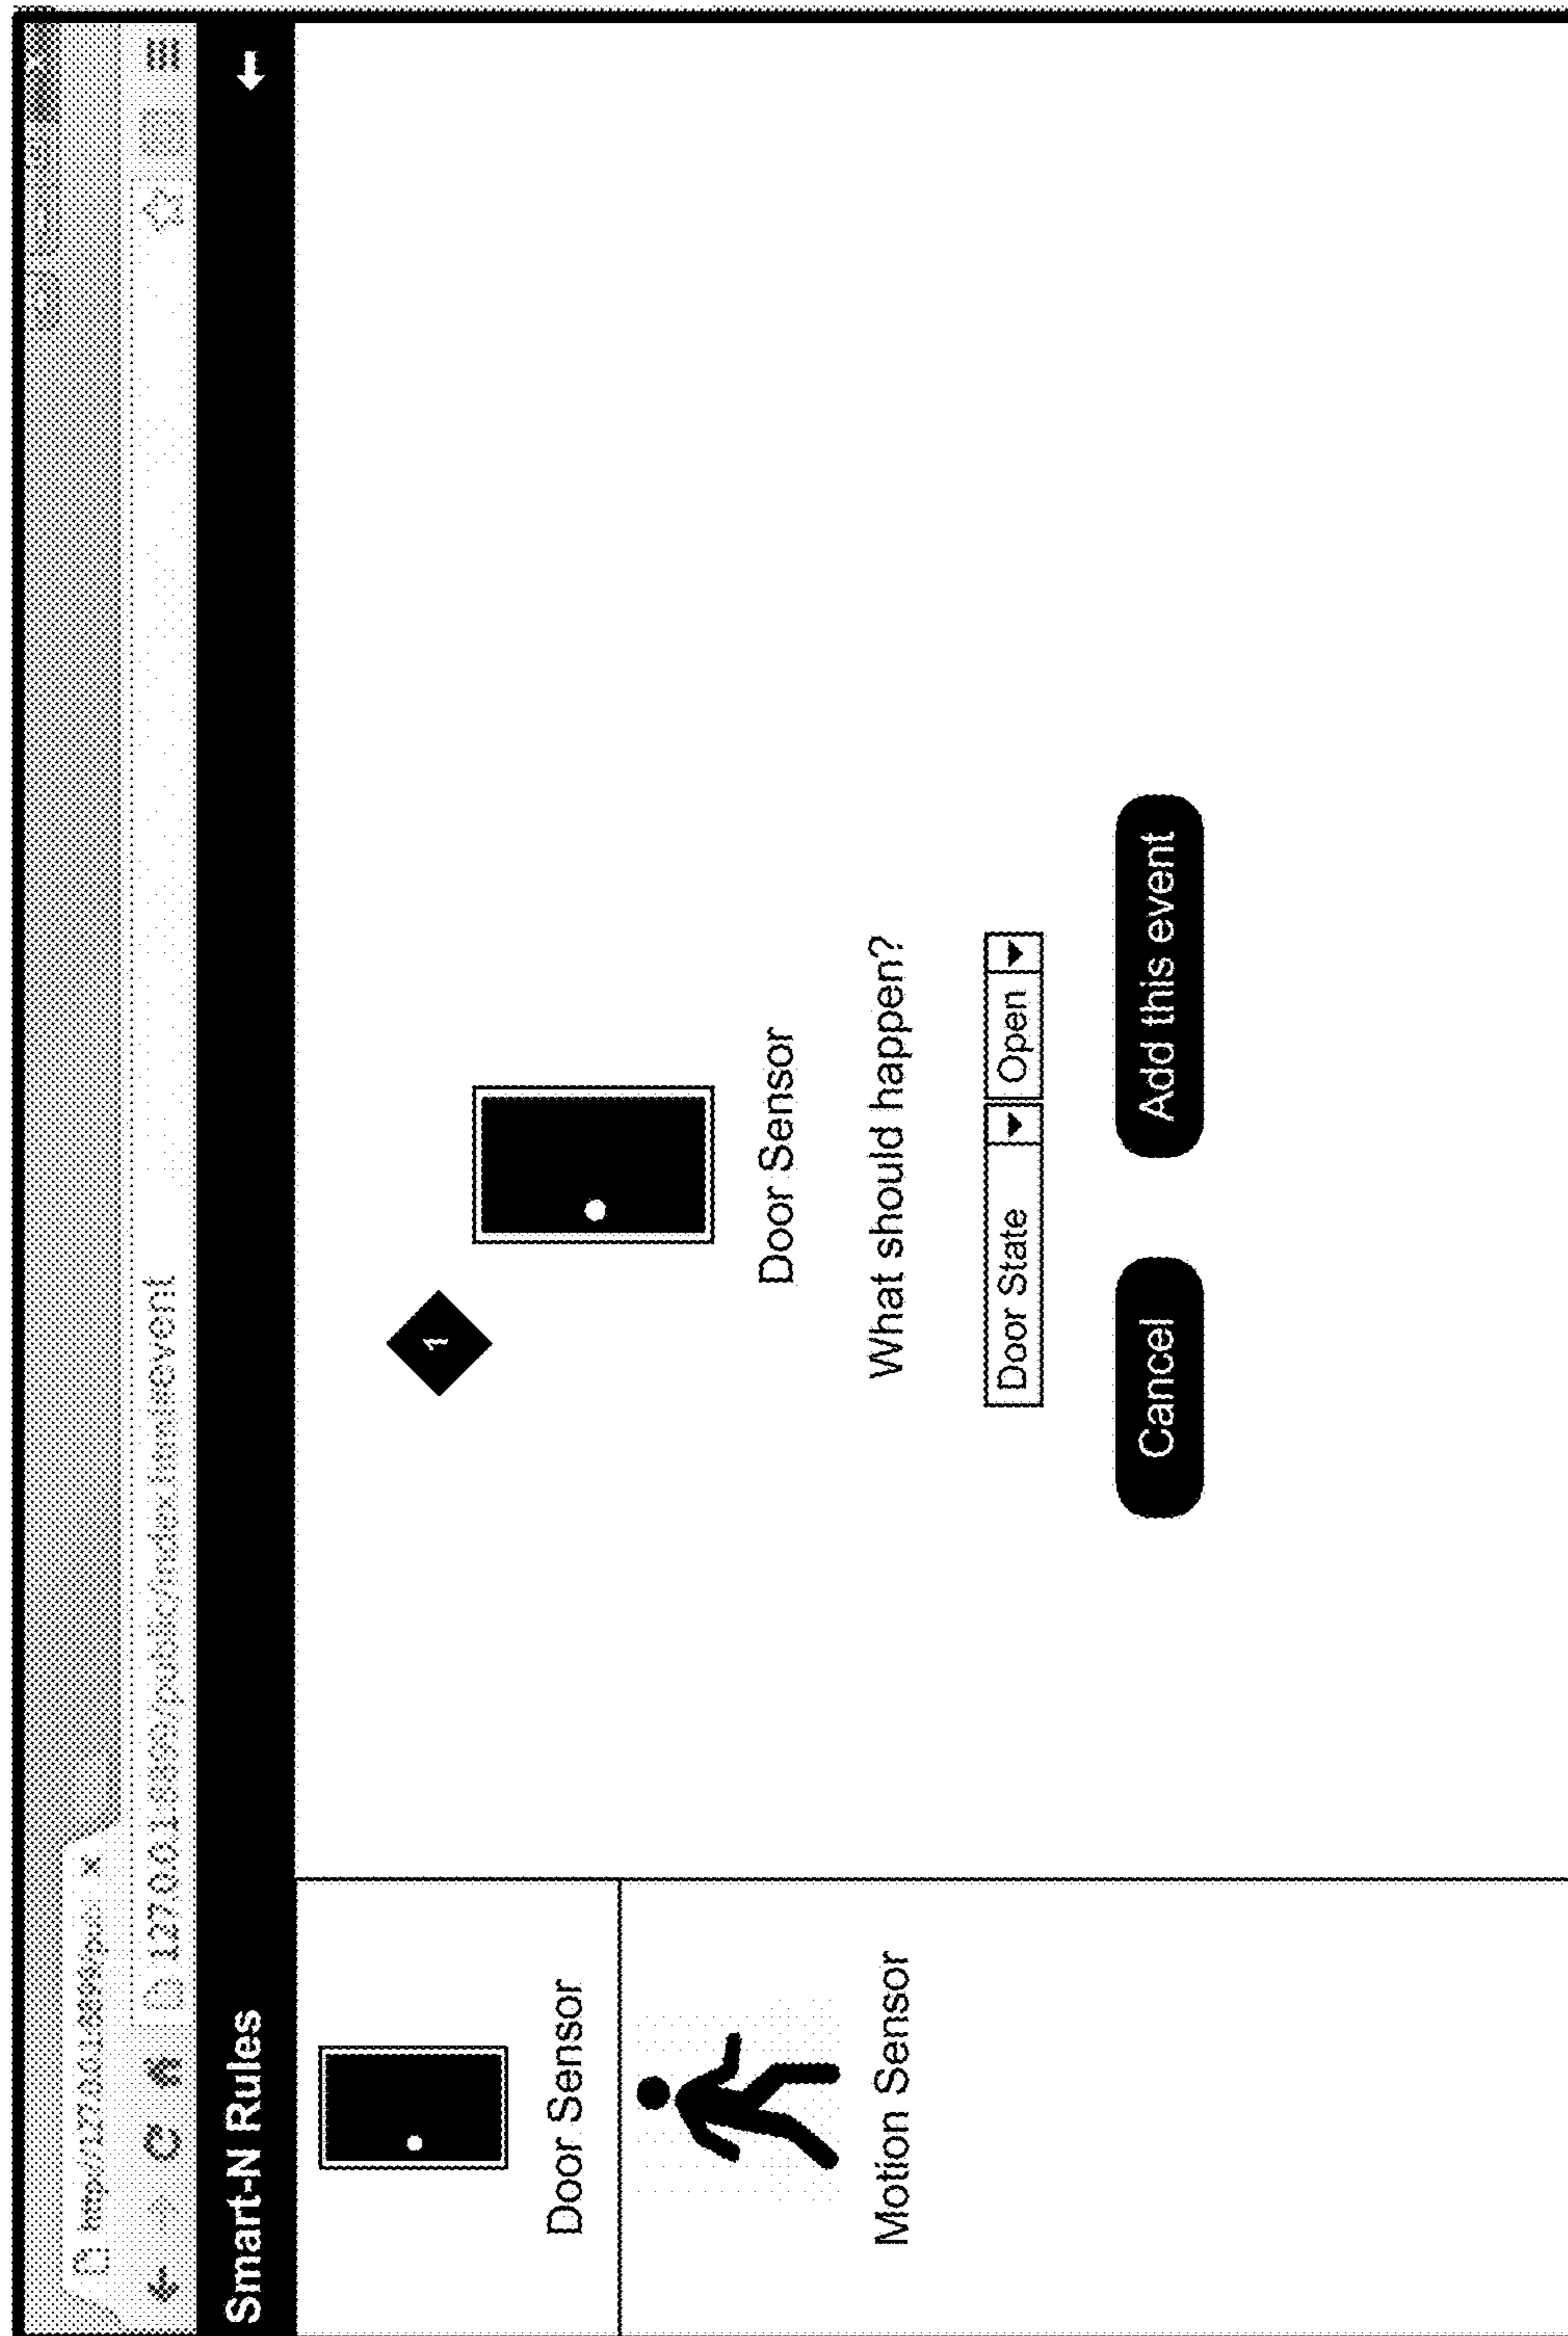 Smart-N Rules
Door Sensor
Motion Sensor
1
Door Sensor
What should happen?
Door State Open
Cancel Add this event